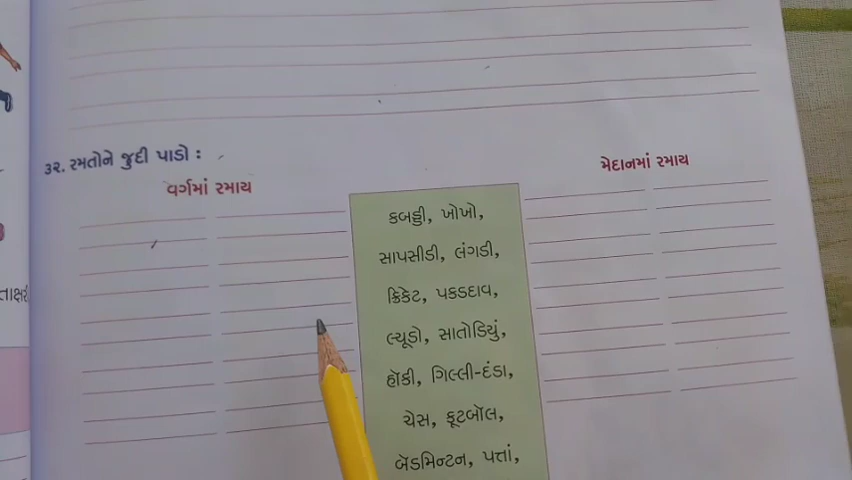 ૩૨. રમતોને જુદી પાડો :
વર્ગમાં રમાય
મેદાનમાં રમાય
કબડ્ડી, ખોખો,
સાપસીડી, લંગડી,
ક્રિકેટ, પકડદાવ,
લ્યૂડો, સાતોડિયું,
હૉકી, ગિલ્લી-દંડા,
ચેસ, ફૂટબૉલ,
બૅડમિન્ટન, પત્તાં,